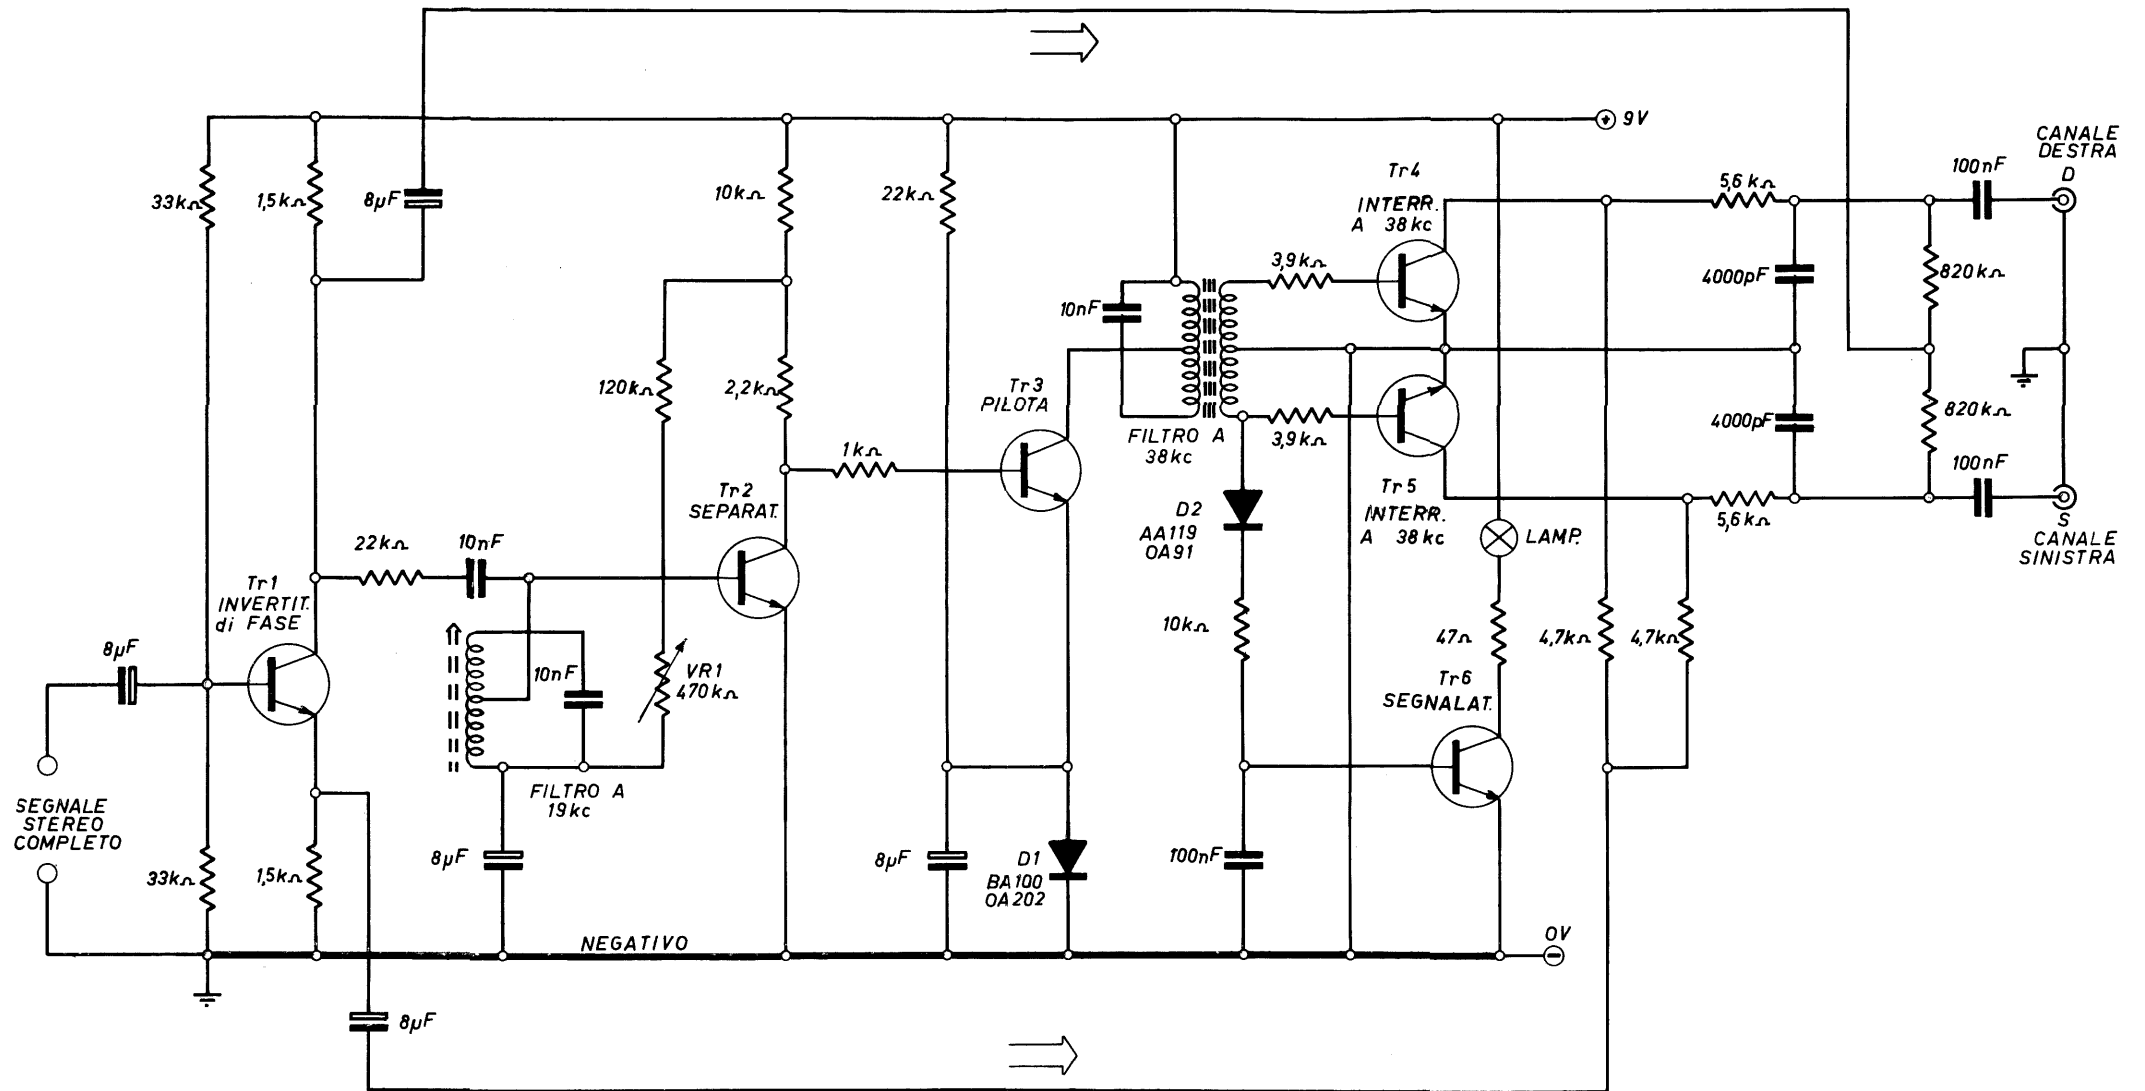 9V
CANALE
DESTRA
D
33kΩ
1,5kΩ
8µF
10kΩ
22kΩ
Tr4
INTERR.
A 38kc
5,6kΩ
100nF
3,9kΩ
4000pF
820kΩ
10nF
120kΩ
2,2kΩ
Tr3
PILOTA
FILTRO A
38kc
3,9kΩ
4000pF
820kΩ
1kΩ
Tr2
SEPARAT.
D2
AA119
OA91
Tr5
INTERR.
A 38kc
5,6kΩ
100nF
S
CANALE
SINISTRA
LAMP.
22kΩ
10nF
Tr1
INVERTIT.
di FASE
8µF
10nF
VR1
470kΩ
10kΩ
47Ω
4,7kΩ
4,7kΩ
Tr6
SEGNALAT.
SEGNALE
STEREO
COMPLETO
FILTRO A
19kc
33kΩ
1,5kΩ
8µF
8µF
D1
BA100
OA202
100nF
NEGATIVO
0V
8µF